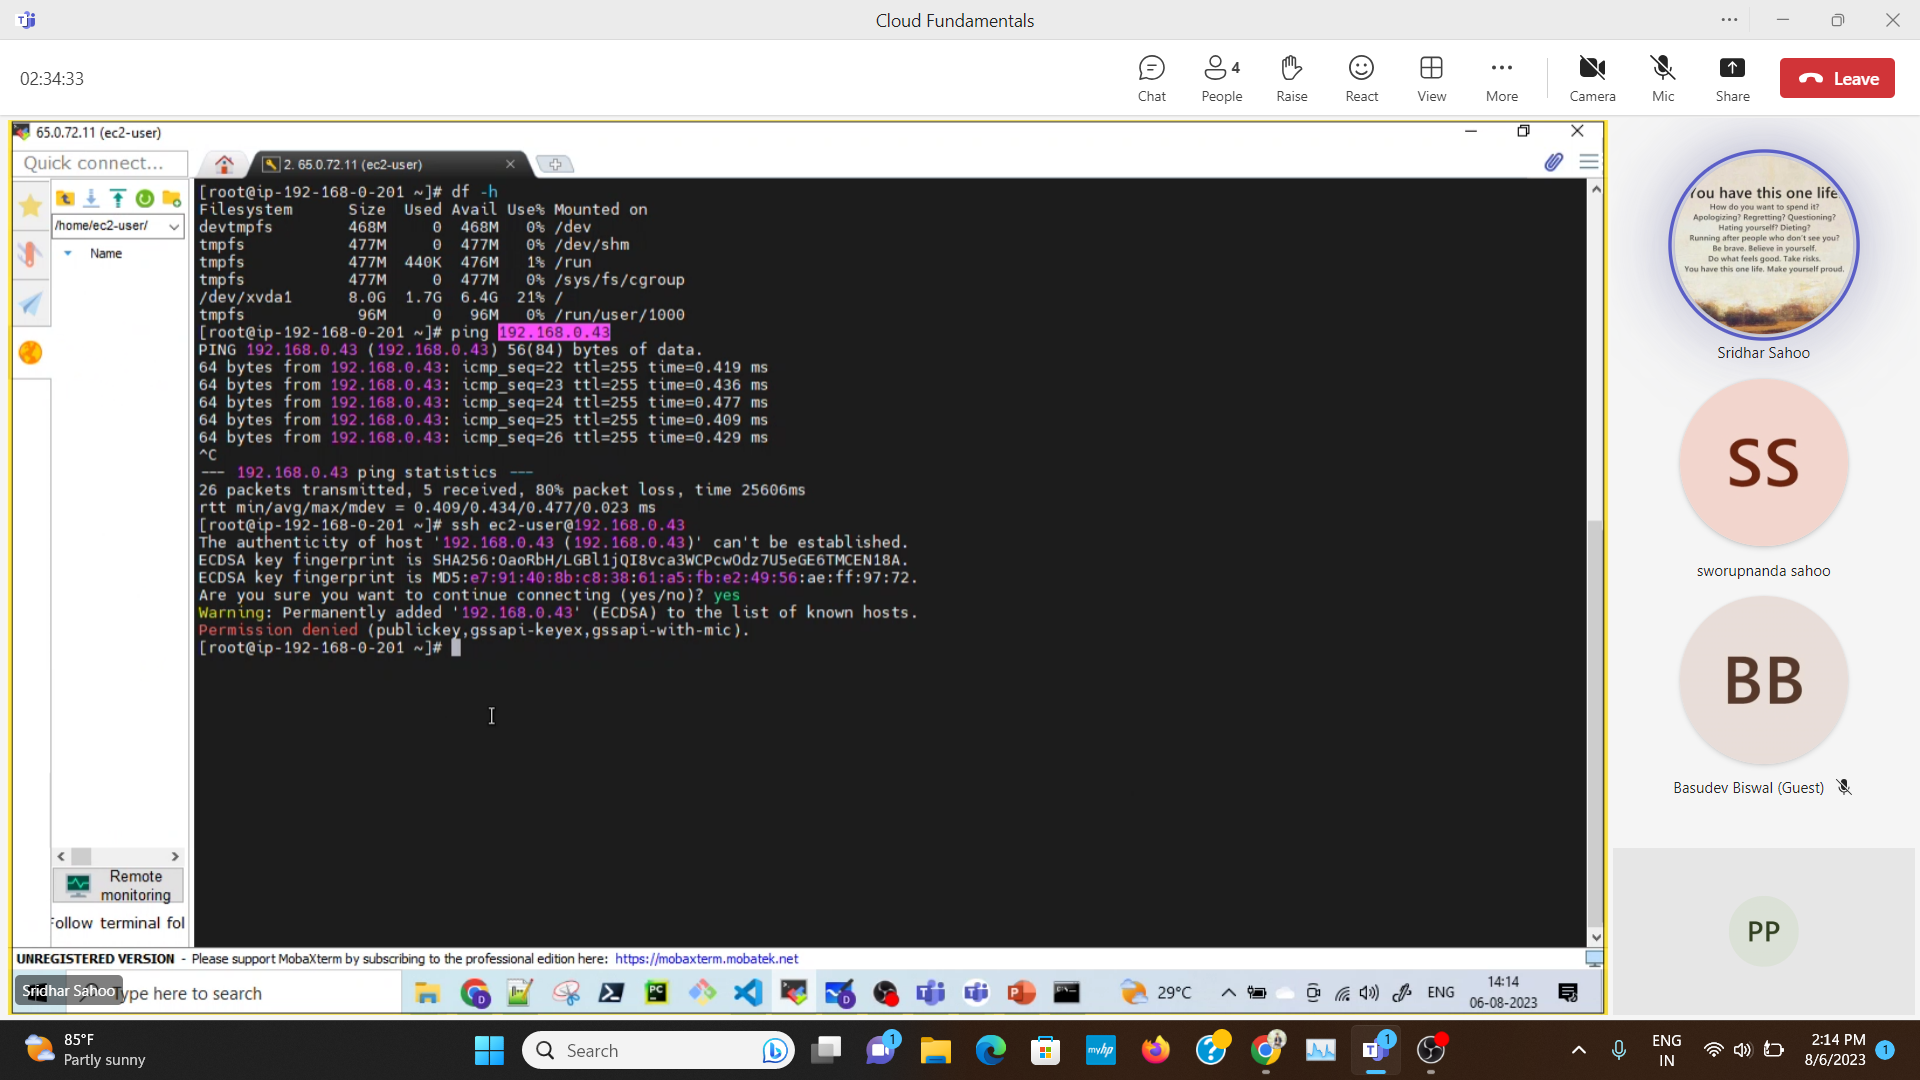 Cloud Fundamentals
02:34:33
Chat
People
4
Raise
React
View
More
Camera
Mic
Share
Leave
65.0.72.11 (ec2-user)
Quick connect...
2. 65.0.72.11 (ec2-user)
/home/ec2-user/
Name
[root@ip-192-168-0-201 ~]# df -h
Filesystem      Size  Used Avail Use% Mounted on
devtmpfs        468M     0  468M   0% /dev
tmpfs           477M     0  477M   0% /dev/shm
tmpfs           477M  440K  476M   1% /run
tmpfs           477M     0  477M   0% /sys/fs/cgroup
/dev/xvda1      8.0G  1.7G  6.4G  21% /
tmpfs            96M     0   96M   0% /run/user/1000
[root@ip-192-168-0-201 ~]# ping 192.168.0.43
PING 192.168.0.43 (192.168.0.43) 56(84) bytes of data.
64 bytes from 192.168.0.43: icmp_seq=22 ttl=255 time=0.419 ms
64 bytes from 192.168.0.43: icmp_seq=23 ttl=255 time=0.436 ms
64 bytes from 192.168.0.43: icmp_seq=24 ttl=255 time=0.477 ms
64 bytes from 192.168.0.43: icmp_seq=25 ttl=255 time=0.409 ms
64 bytes from 192.168.0.43: icmp_seq=26 ttl=255 time=0.429 ms
^C
--- 192.168.0.43 ping statistics ---
26 packets transmitted, 5 received, 80% packet loss, time 25606ms
rtt min/avg/max/mdev = 0.409/0.434/0.477/0.023 ms
[root@ip-192-168-0-201 ~]# ssh ec2-user@192.168.0.43
The authenticity of host '192.168.0.43 (192.168.0.43)' can't be established.
ECDSA key fingerprint is SHA256:OaoRbH/LGBl1jQI8vca3WCPcwOdz7U5eGE6TMCEN18A.
ECDSA key fingerprint is MD5:e7:91:40:8b:c8:38:61:a5:fb:e2:49:56:ae:ff:97:72.
Are you sure you want to continue connecting (yes/no)? yes
Warning: Permanently added '192.168.0.43' (ECDSA) to the list of known hosts.
Permission denied (publickey,gssapi-keyex,gssapi-with-mic).
[root@ip-192-168-0-201 ~]#
Remote
monitoring
Follow terminal fol
UNREGISTERED VERSION - Please support MobaXterm by subscribing to the professional edition here: https://mobaxterm.mobatek.net
Sridhar Sahoo
Type here to search
29°C
ENG
14:14
06-08-2023
You have this one life
How do you want to spend it?
Apologizing? Regretting? Questioning?
Hating yourself? Dieting?
Running after people who don't see you?
Be brave. Believe in yourself.
Do what feels good. Take risks.
You have this one life. Make yourself proud.
Sridhar Sahoo
SS
sworupnanda sahoo
BB
Basudev Biswal (Guest)
PP
85°F
Partly sunny
Search
1
myhp
1
ENG
IN
2:14 PM
8/6/2023
1